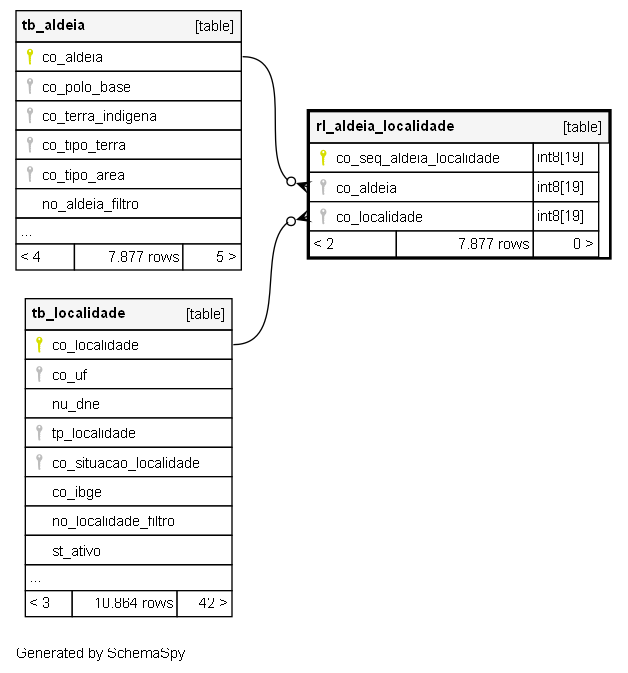 tb_aldeia [table]
co_aldeia
co_polo_base
co_terra_indigena
co_tipo_terra
co_tipo_area
no_aldeia_filtro
...
< 4 7.877 rows 5 >
rl_aldeia_localidade [table]
co_seq_aldeia_localidade int8[19]
co_aldeia int8[19]
co_localidade int8[19]
< 2 7.877 rows 0 >
tb_localidade [table]
co_localidade
co_uf
nu_dne
tp_localidade
co_situacao_localidade
co_ibge
no_localidade_filtro
st_ativo
...
< 3 10.864 rows 42 >
Generated by SchemaSpy